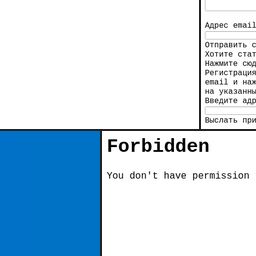 Адрес email
Отправить с
Хотите стат
Нажмите сюд
Регистрация
email и наж
на указанны
Введите адр
Выслать при
Forbidden
You don't have permission